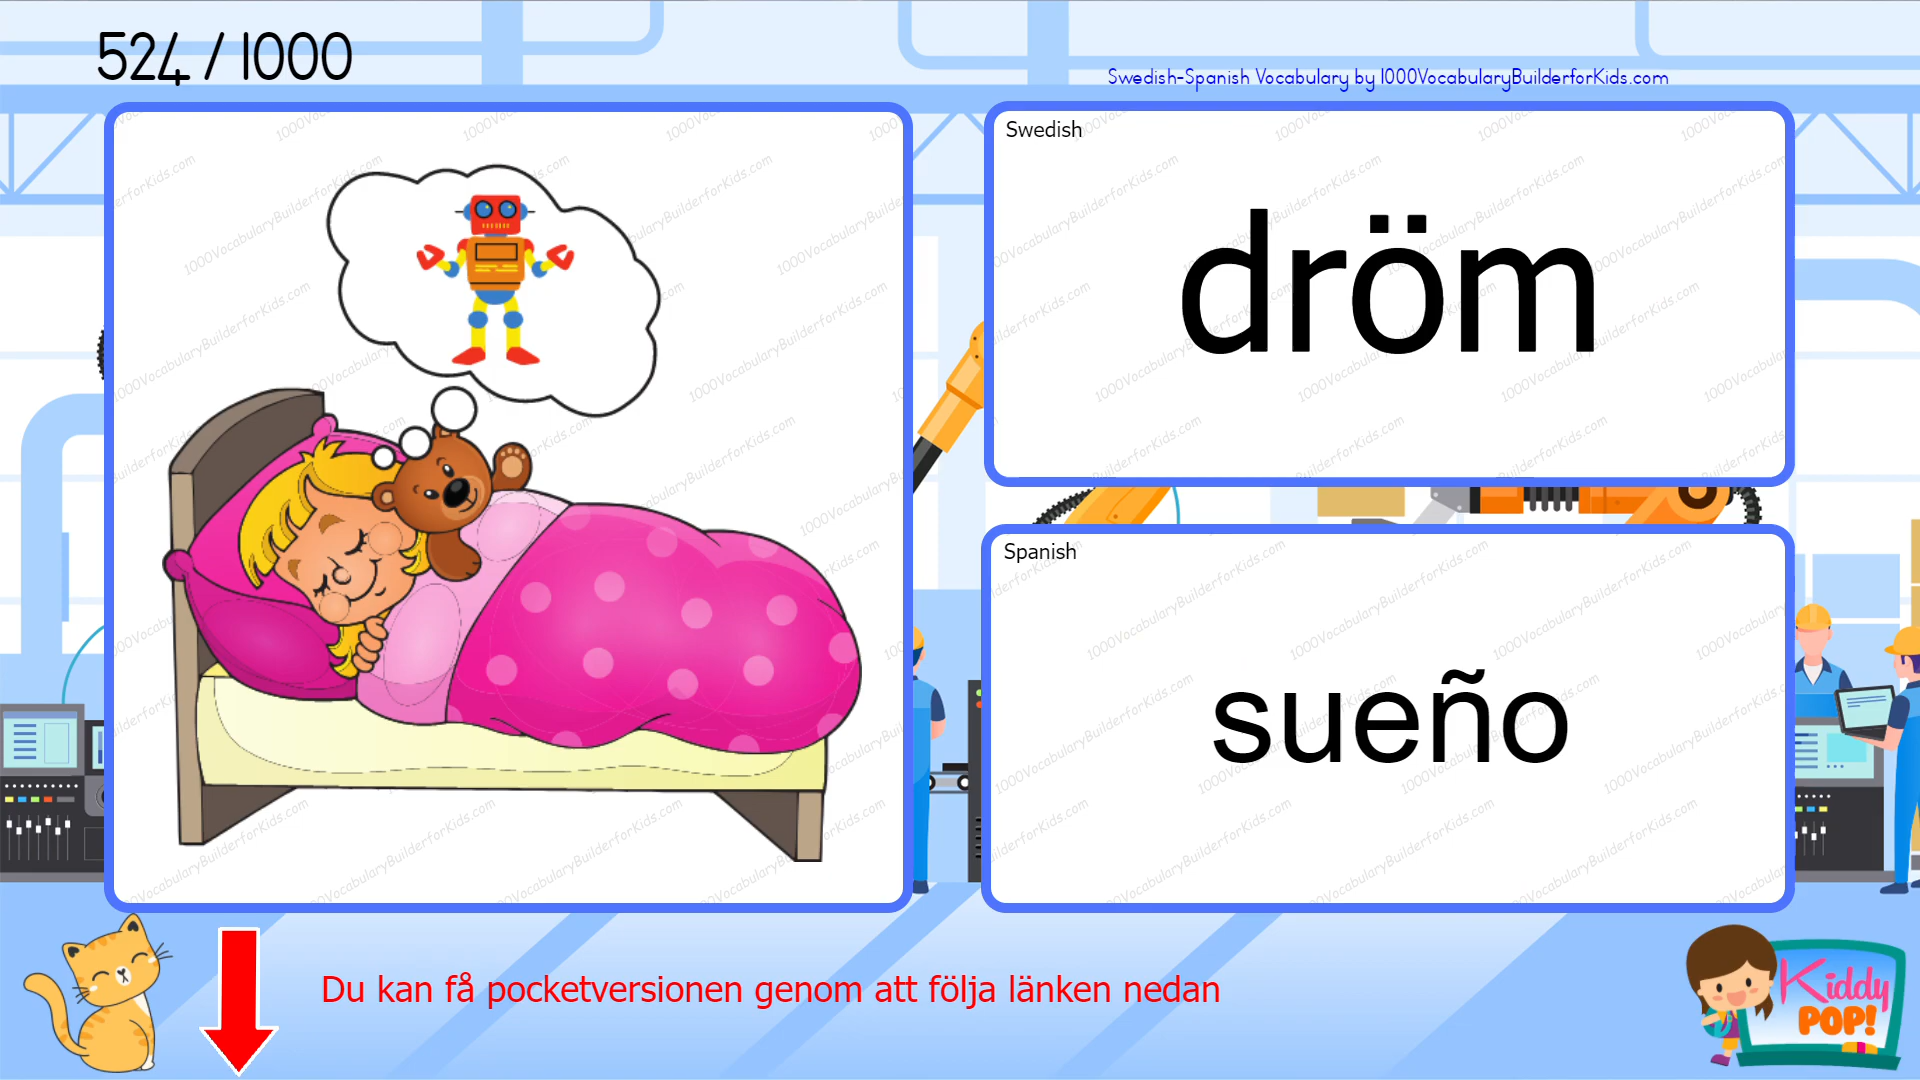 524 / 1000
Swedish-Spanish Vocabulary by 1000VocabularyBuilderforKids.com
Swedish
dröm
Spanish
sueño
Du kan få pocketversionen genom att följa länken nedan
Kiddy
POP!